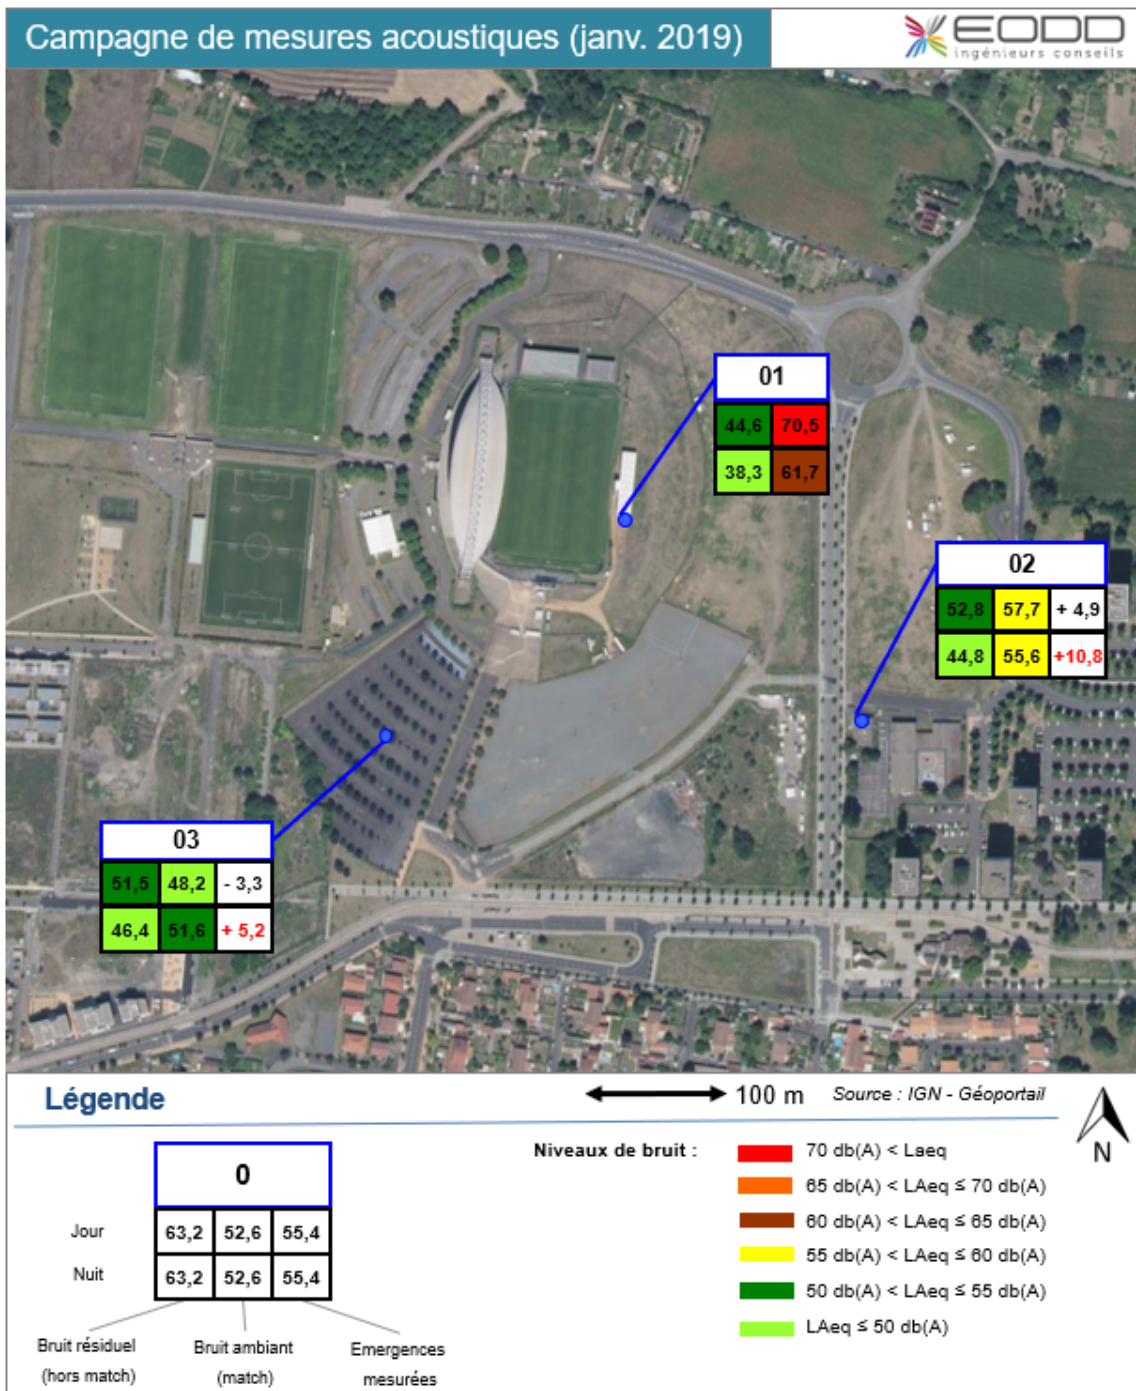 Campagne de mesures acoustiques (janv. 2019)
EODD
ingénieurs conseils
01
44,6 70,5
38,3 61,7
02
52,8 57,7 + 4,9
44,8 55,6 +10,8
03
51,5 48,2 - 3,3
46,4 51,6 + 5,2
Légende
100 m
Source : IGN - Géoportail
N
0
Jour 63,2 52,6 55,4
Nuit 63,2 52,6 55,4
Bruit résiduel
(hors match)
Bruit ambiant
(match)
Emergences
mesurées
Niveaux de bruit :
70 db(A) < Laeq
65 db(A) < LAeq ≤ 70 db(A)
60 db(A) < LAeq ≤ 65 db(A)
55 db(A) < LAeq ≤ 60 db(A)
50 db(A) < LAeq ≤ 55 db(A)
LAeq ≤ 50 db(A)